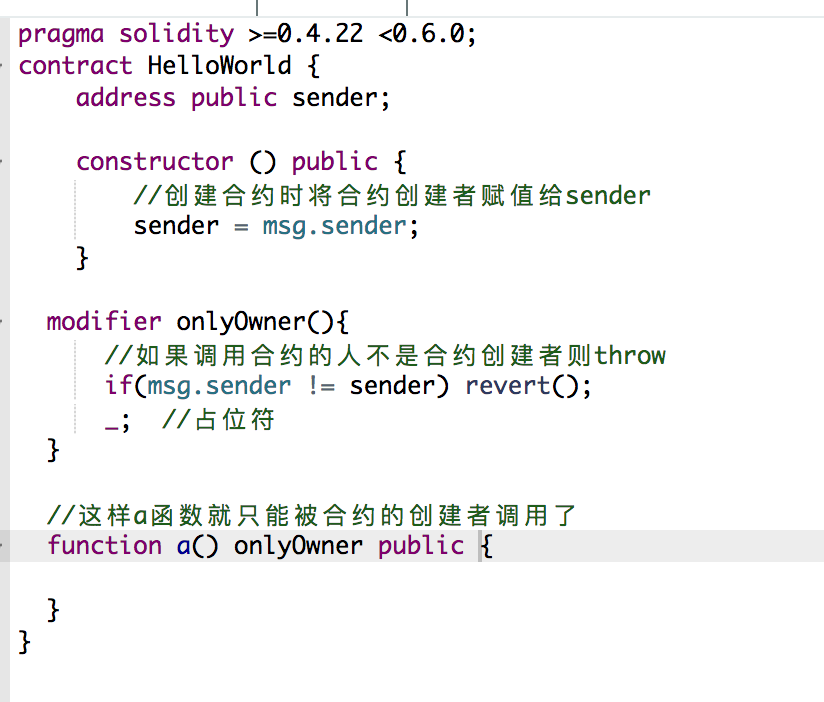 pragma solidity >=0.4.22 <0.6.0;
contract HelloWorld {
    address public sender;

    constructor () public {
        //创建合约时将合约创建者赋值给sender
        sender = msg.sender;
    }

  modifier onlyOwner(){
      //如果调用合约的人不是合约创建者则throw
      if(msg.sender != sender) revert();
      _;  //占位符
  }

  //这样a函数就只能被合约的创建者调用了
  function a() onlyOwner public {

  }
}